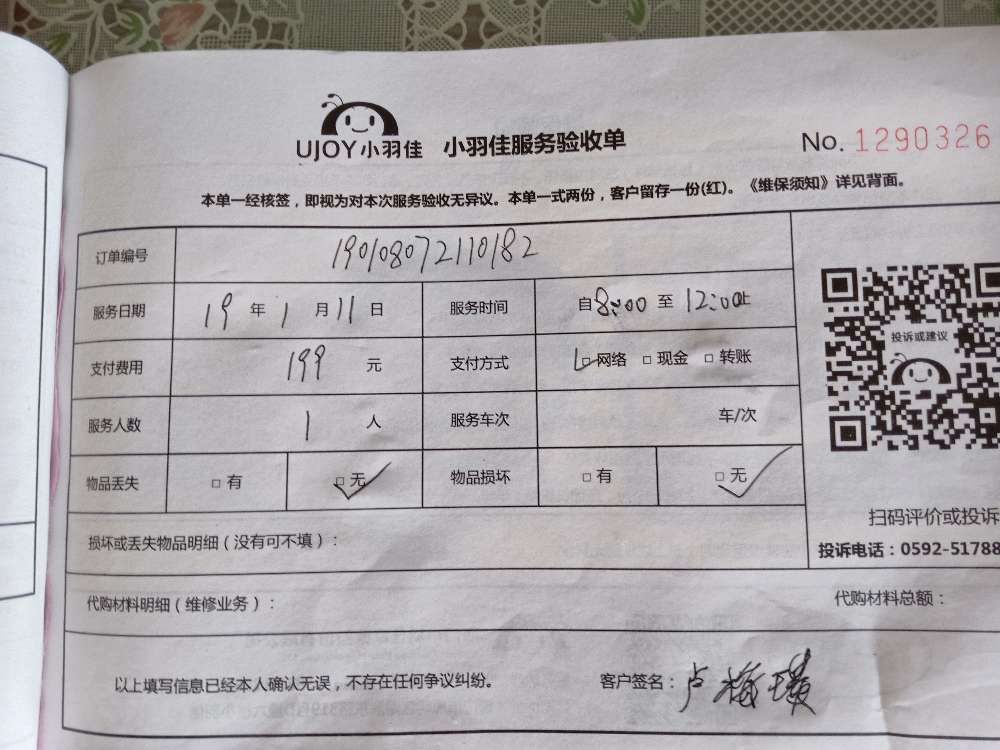 UJOY小羽佳 小羽佳服务验收单 No. 1290326
本单一经核签，即视为对本次服务验收无异议。本单一式两份，客户留存一份(红)。《维保须知》详见背面。
订单编号 190108072110182
服务日期 19 年 1 月 11 日 服务时间 自8:00 至 12:00止
支付费用 199 元 支付方式 □网络 □现金 □转账
投诉或建议
服务人数 1 人 服务车次 车/次
物品丢失 □有 □无 物品损坏 □有 □无
扫码评价或投诉
损坏或丢失物品明细（没有可不填）：
投诉电话：0592-51788
代购材料明细（维修业务）： 代购材料总额：
以上填写信息已经本人确认无误，不存在任何争议纠纷。 客户签名：卢梅